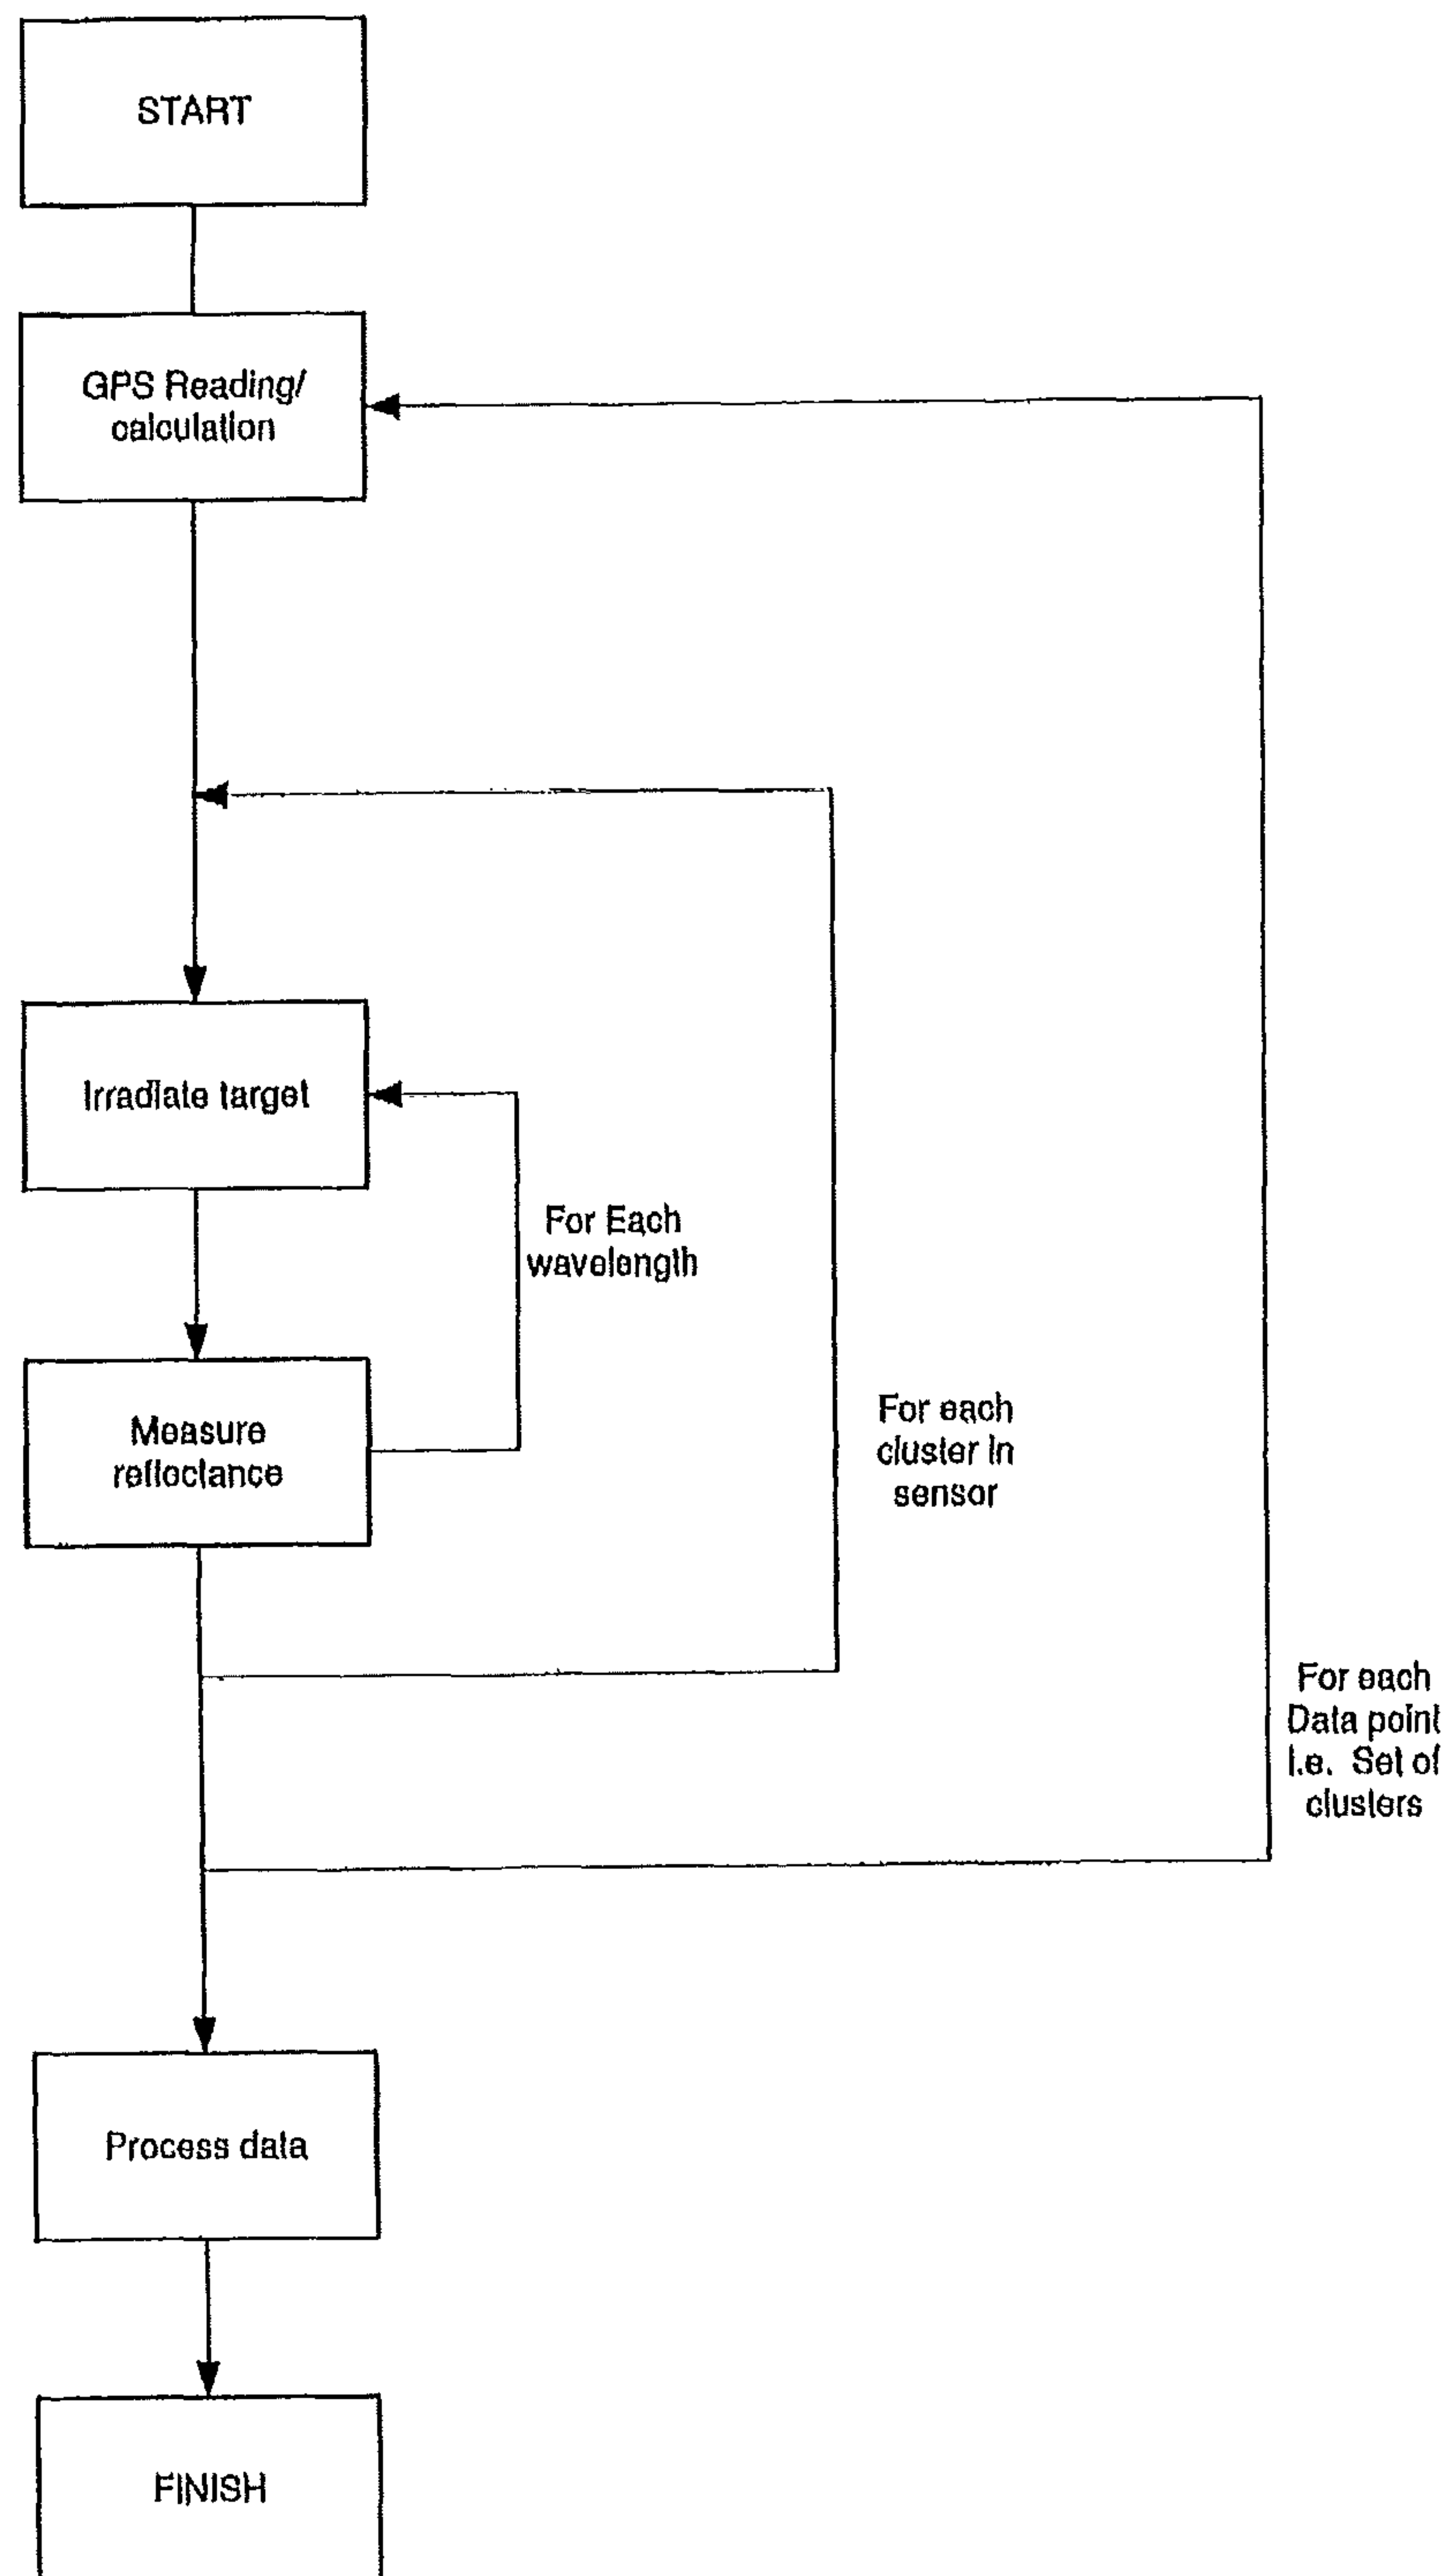 START
GPS Reading/
calculation
Irradiate target
For Each
wavelength
Measure
reflectance
For each
cluster in
sensor
For each
Data point
i.e. Set of
clusters
Process data
FINISH